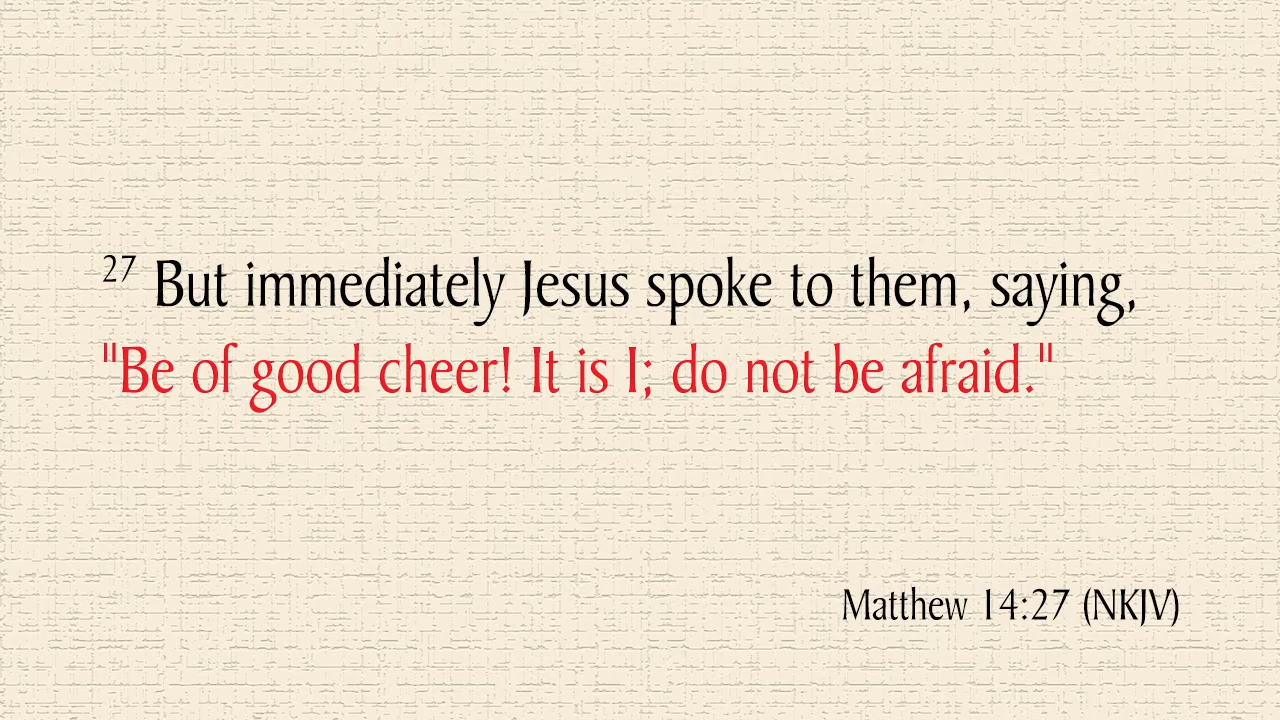 27 But immediately Jesus spoke to them, saying,
"Be of good cheer! It is I; do not be afraid."
Matthew 14:27 (NKJV)